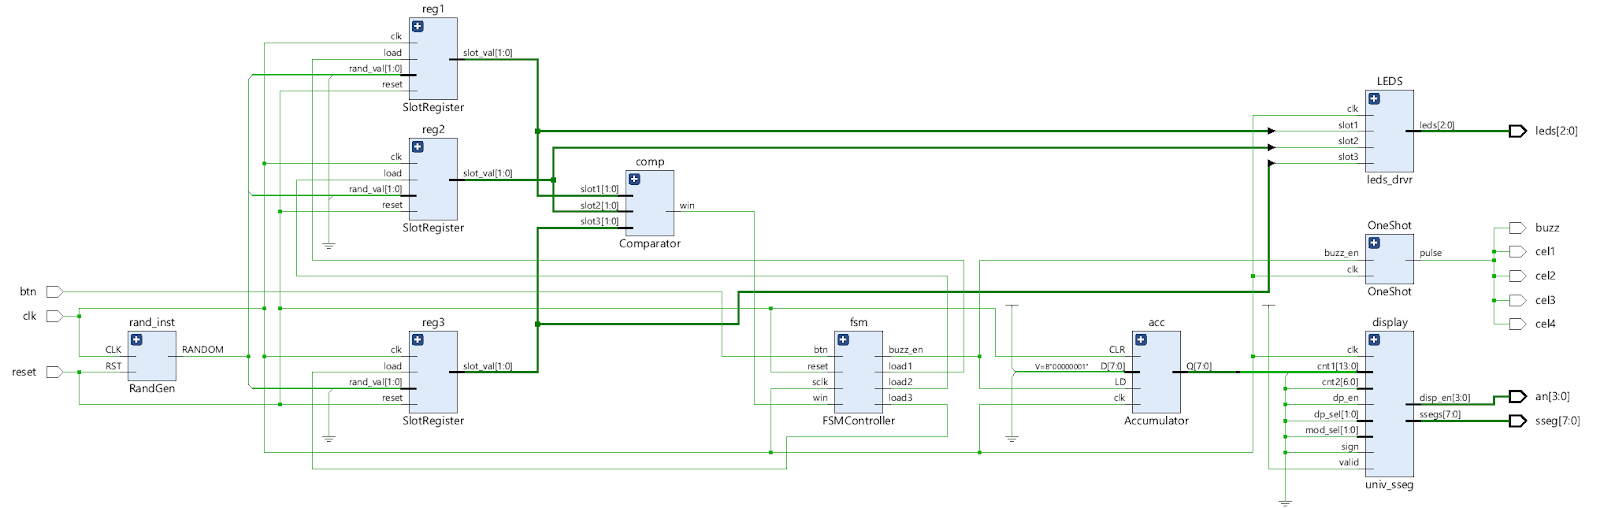 reg1
clk
load
rand_val[1:0]
reset
slot_val[1:0]
SlotRegister
reg2
clk
load
rand_val[1:0]
reset
slot_val[1:0]
SlotRegister
comp
slot1[1:0]
slot2[1:0]
slot3[1:0]
win
Comparator
LEDS
clk
slot1
slot2
slot3
leds[2:0]
leds_drvr
leds[2:0]
OneShot
buzz_en
clk
pulse
OneShot
buzz
cel1
cel2
cel3
cel4
btn
clk
reset
rand_inst
CLK
RST
RANDOM
RandGen
reg3
clk
load
rand_val[1:0]
reset
slot_val[1:0]
SlotRegister
fsm
btn
reset
sclk
win
buzz_en
load1
load2
load3
FSMController
acc
CLR
V=B"00000001"
D[7:0]
LD
clk
Q[7:0]
Accumulator
display
clk
cnt1[13:0]
cnt2[6:0]
dp_en
dp_sel[1:0]
mod_sel[1:0]
sign
valid
disp_en[3:0]
ssegs[7:0]
univ_sseg
an[3:0]
sseg[7:0]